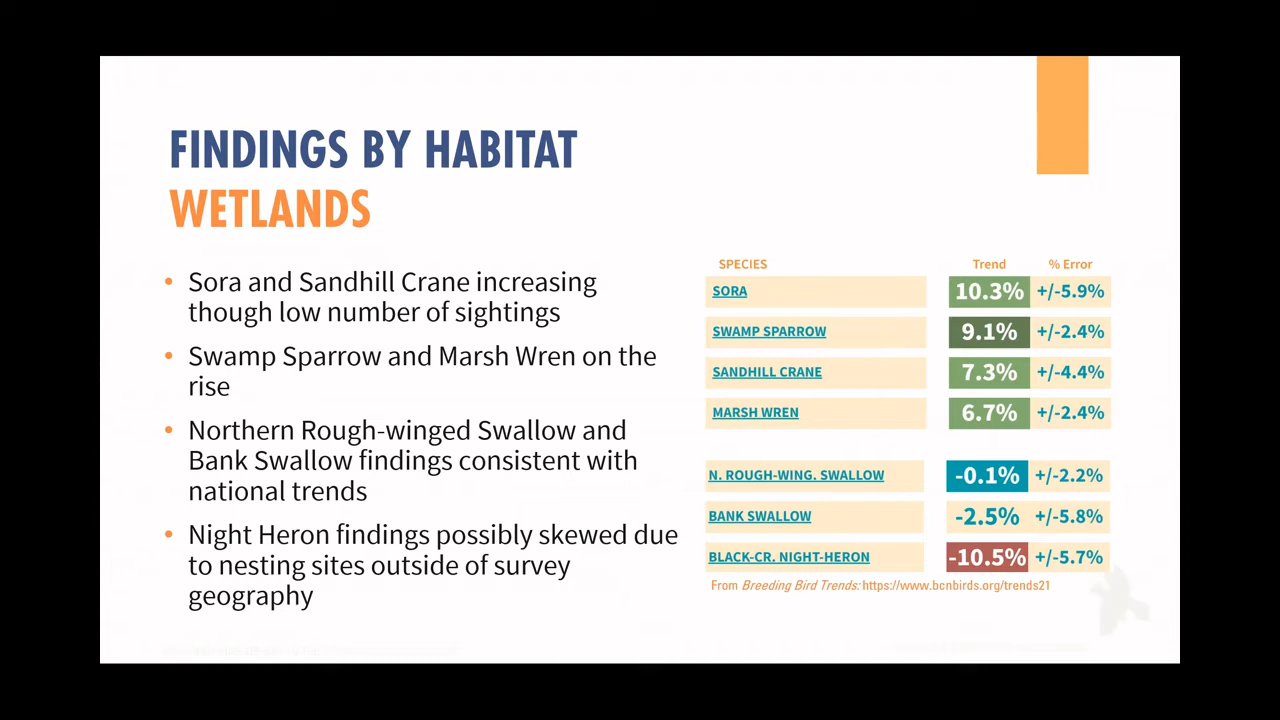 FINDINGS BY HABITAT
WETLANDS
• Sora and Sandhill Crane increasing
though low number of sightings
• Swamp Sparrow and Marsh Wren on the
rise
• Northern Rough-winged Swallow and
Bank Swallow findings consistent with
national trends
• Night Heron findings possibly skewed due
to nesting sites outside of survey
geography
SPECIES Trend % Error
SORA 10.3% +/-5.9%
SWAMP SPARROW 9.1% +/-2.4%
SANDHILL CRANE 7.3% +/-4.4%
MARSH WREN 6.7% +/-2.4%
N. ROUGH-WING. SWALLOW -0.1% +/-2.2%
BANK SWALLOW -2.5% +/-5.8%
BLACK-CR. NIGHT-HERON -10.5% +/-5.7%
From Breeding Bird Trends: https://www.bcnbirds.org/trends21